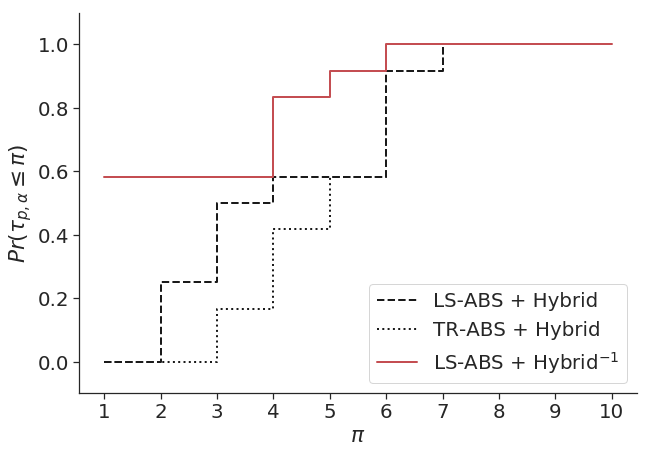 1.0
0.8
0.6
0.4
0.2
0.0
Pr(τp,α ≤ π)
LS-ABS + Hybrid
TR-ABS + Hybrid
LS-ABS + Hybrid⁻¹
1 2 3 4 5 6 7 8 9 10
π